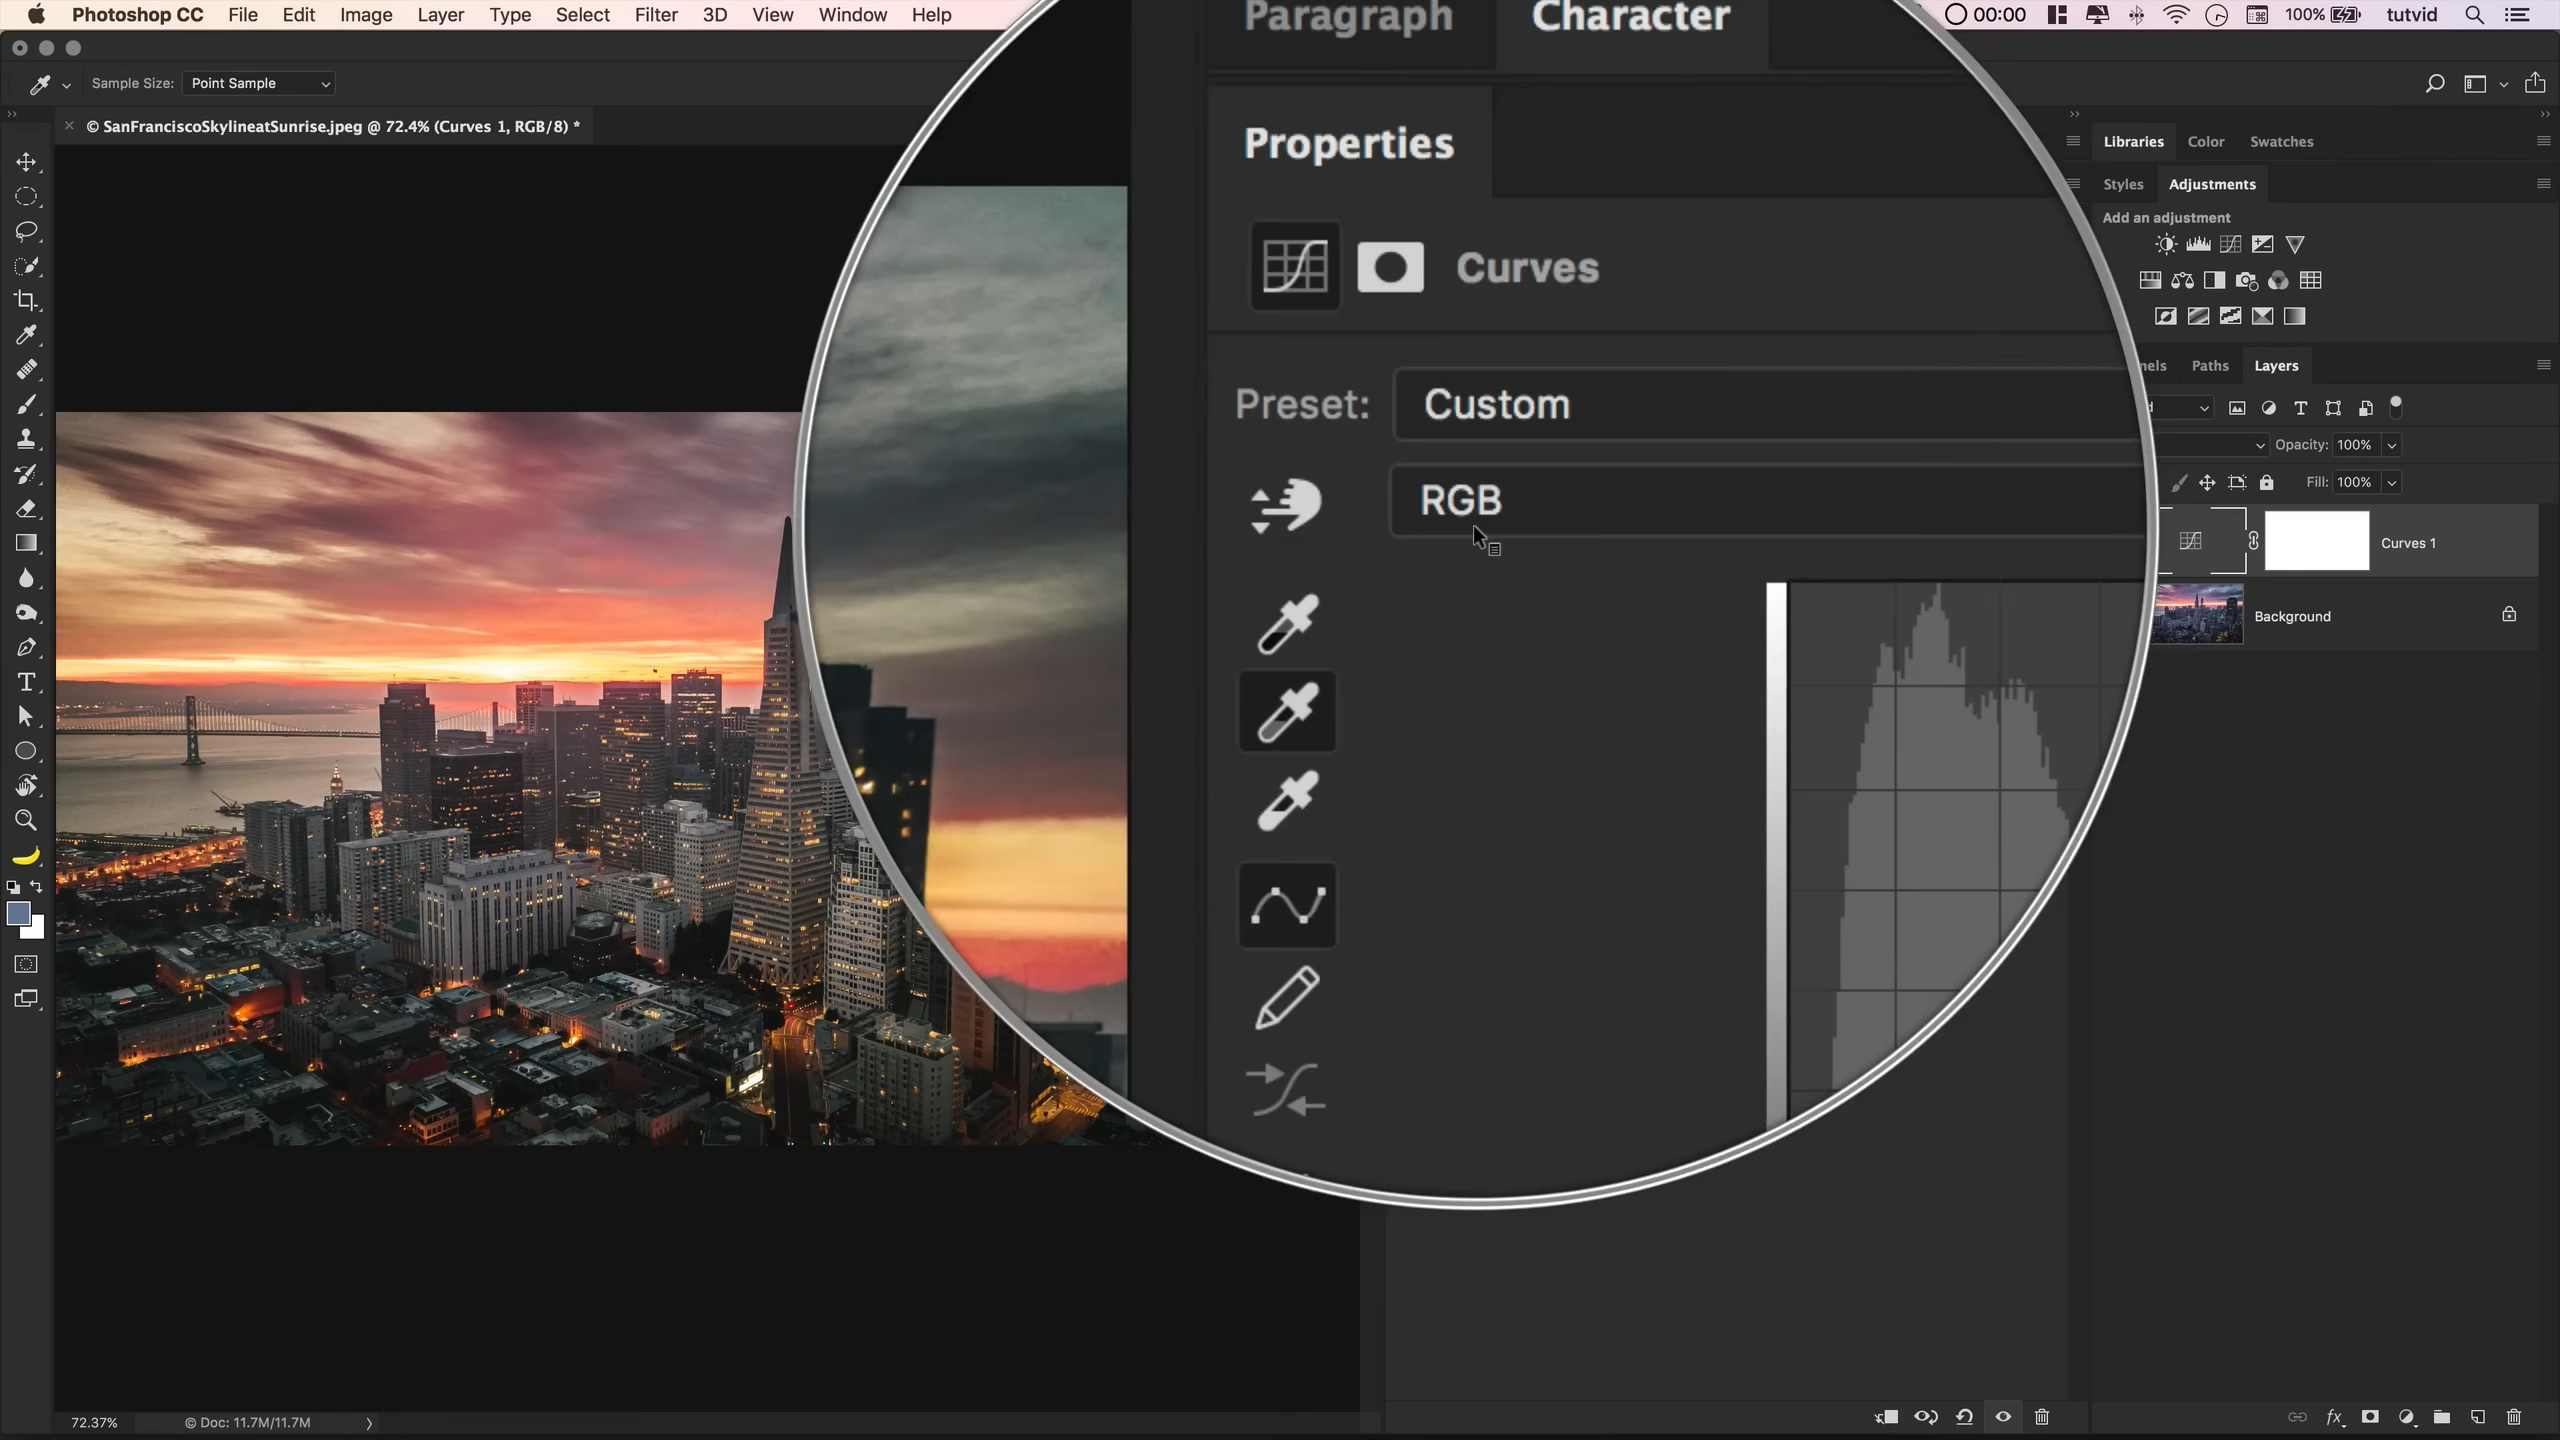 Photoshop CC File Edit Image Layer Type Select Filter 3D View Window Help 00:00 100% tutvid
Sample Size: Point Sample
© SanFranciscoSkylineatSunrise.jpeg @ 72.4% (Curves 1, RGB/8) *
Paragraph Character
Properties
Curves
Preset: Custom
RGB
Libraries Color Swatches
Styles Adjustments
Add an adjustment
nels Paths Layers
Opacity: 100%
Fill: 100%
Curves 1
Background
72.37% © Doc: 11.7M/11.7M
fx